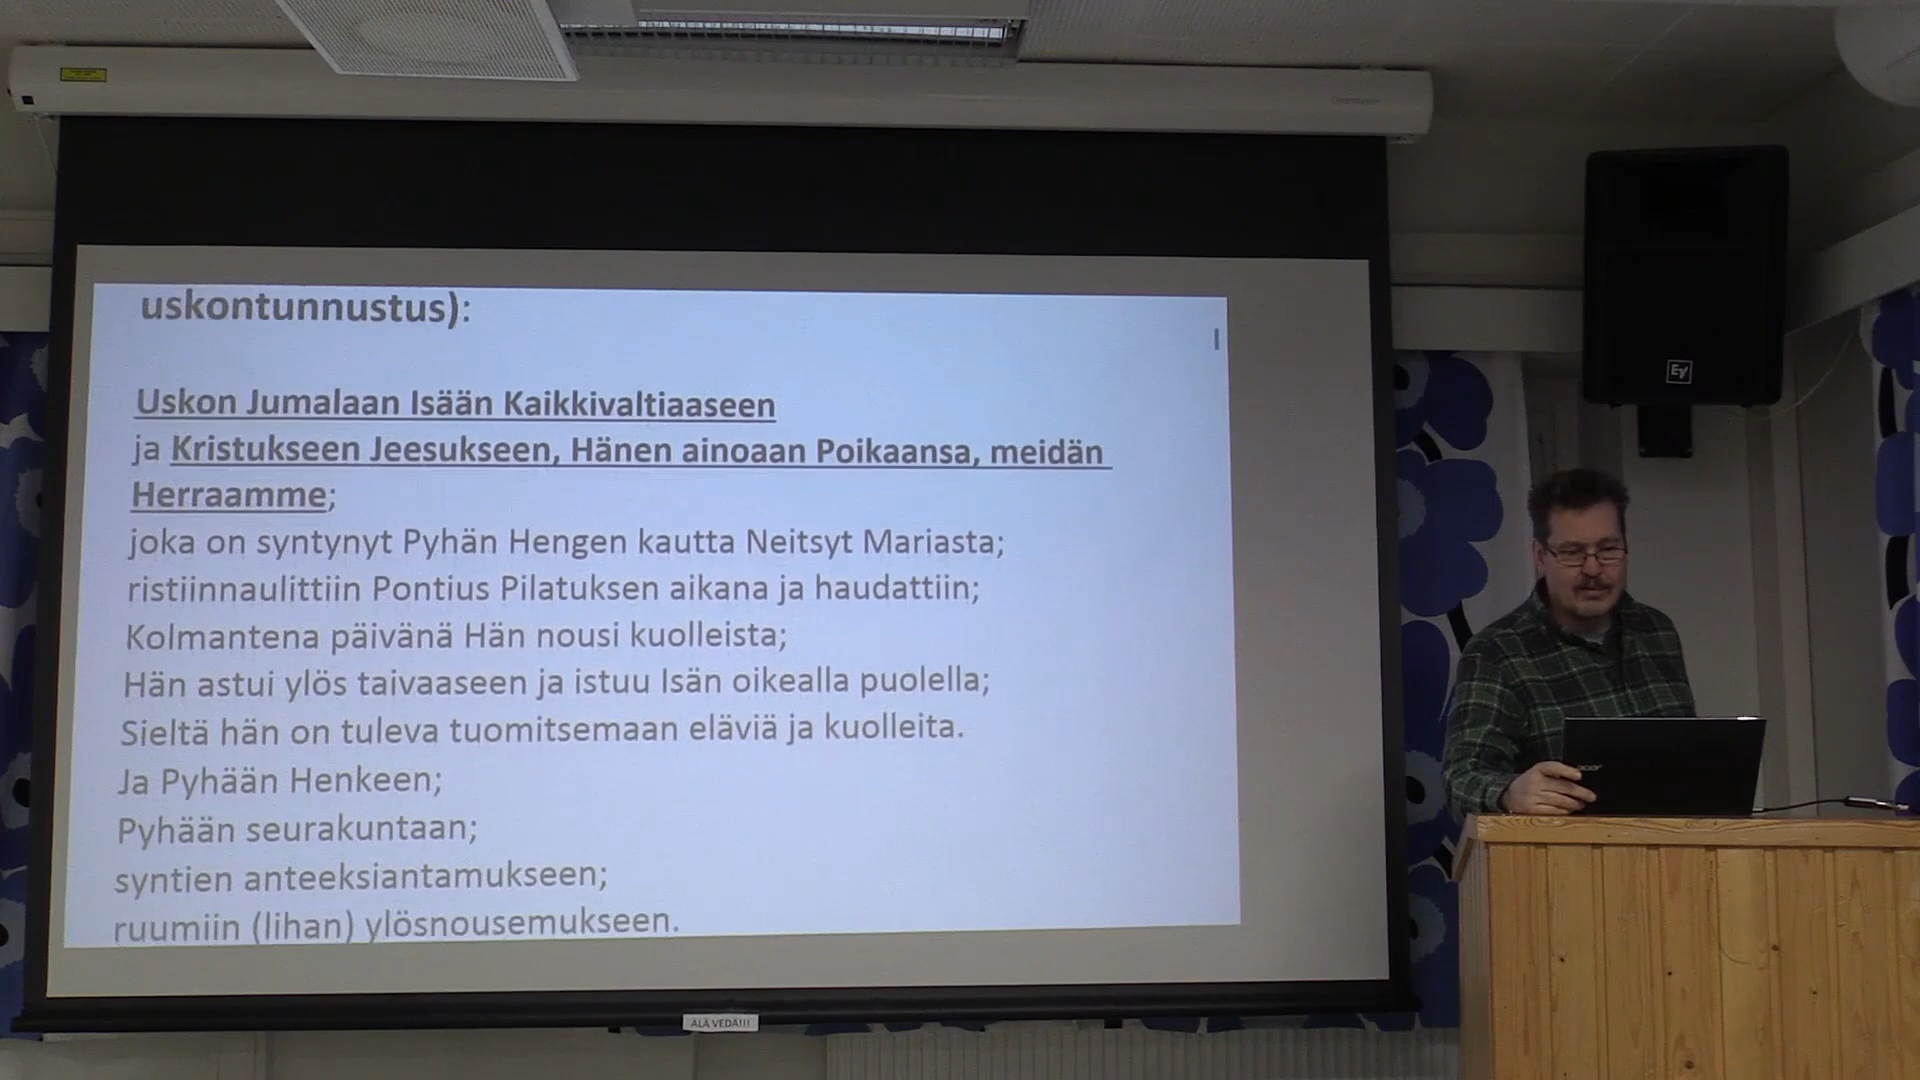 uskontunnustus):
Uskon Jumalaan Isään Kaikkivaltiaaseen
ja Kristukseen Jeesukseen, Hänen ainoaan Poikaansa, meidän
Herraamme;
joka on syntynyt Pyhän Hengen kautta Neitsyt Mariasta;
ristiinnaulittiin Pontius Pilatuksen aikana ja haudattiin;
Kolmantena päivänä Hän nousi kuolleista;
Hän astui ylös taivaaseen ja istuu Isän oikealla puolella;
Sieltä hän on tuleva tuomitsemaan eläviä ja kuolleita.
Ja Pyhään Henkeen;
Pyhään seurakuntaan;
syntien anteeksiantamukseen;
ruumiin (lihan) ylösnousemukseen.
ÄLÄ VEDÄ!!!
EV
acer